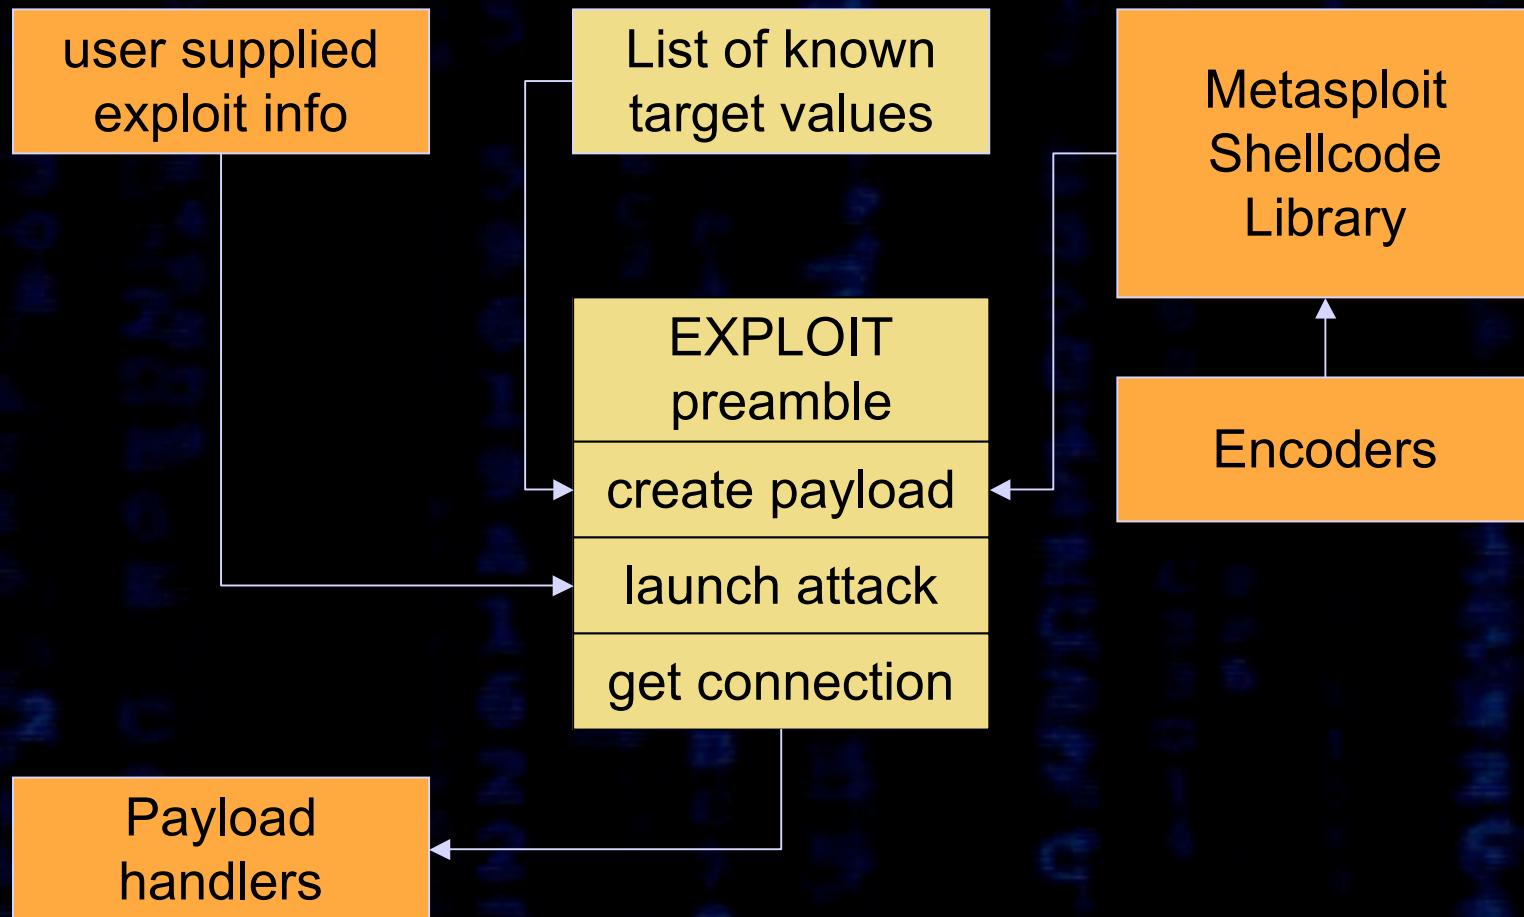 user supplied
exploit info
List of known
target values
Metasploit
Shellcode
Library
EXPLOIT
preamble
create payload
launch attack
get connection
Encoders
Payload
handlers